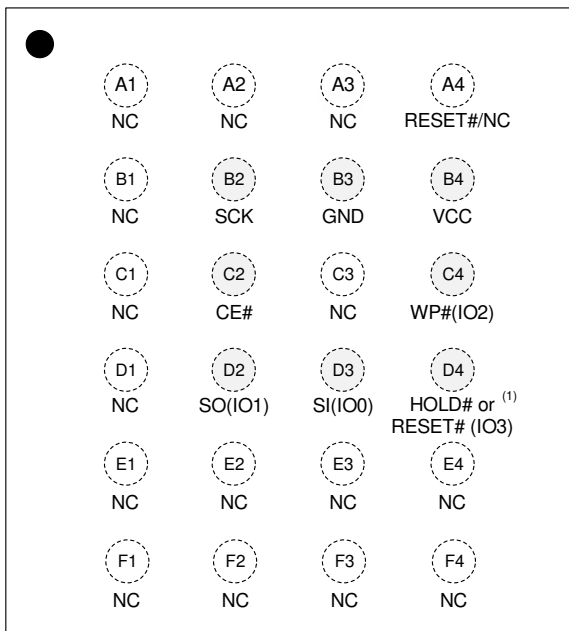 A1 A2 A3 A4
NC NC NC RESET#/NC
B1 B2 B3 B4
NC SCK GND VCC
C1 C2 C3 C4
NC CE# NC WP#(IO2)
D1 D2 D3 D4
NC SO(IO1) SI(IO0) HOLD# or (1)
RESET# (IO3)
E1 E2 E3 E4
NC NC NC NC
F1 F2 F3 F4
NC NC NC NC